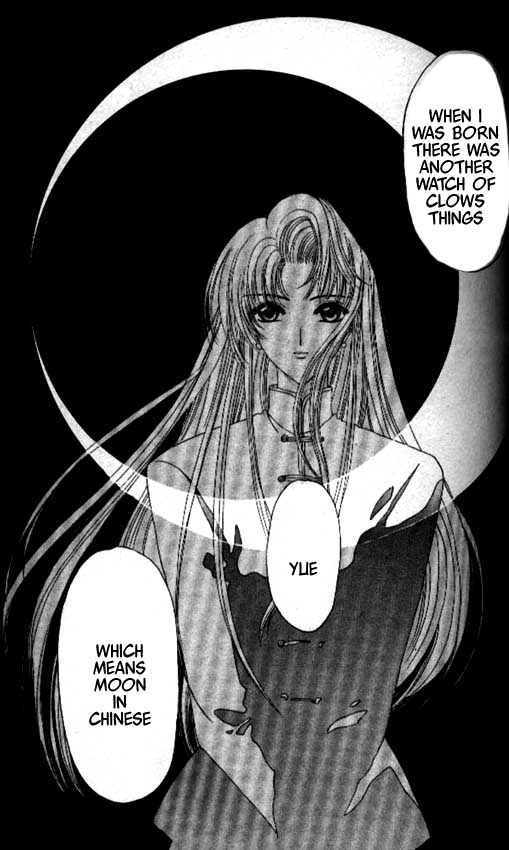 WHEN I
WAS BORN
THERE WAS
ANOTHER
WATCH OF
CLOWS
THINGS
YUE
WHICH
MEANS
MOON
IN
CHINESE